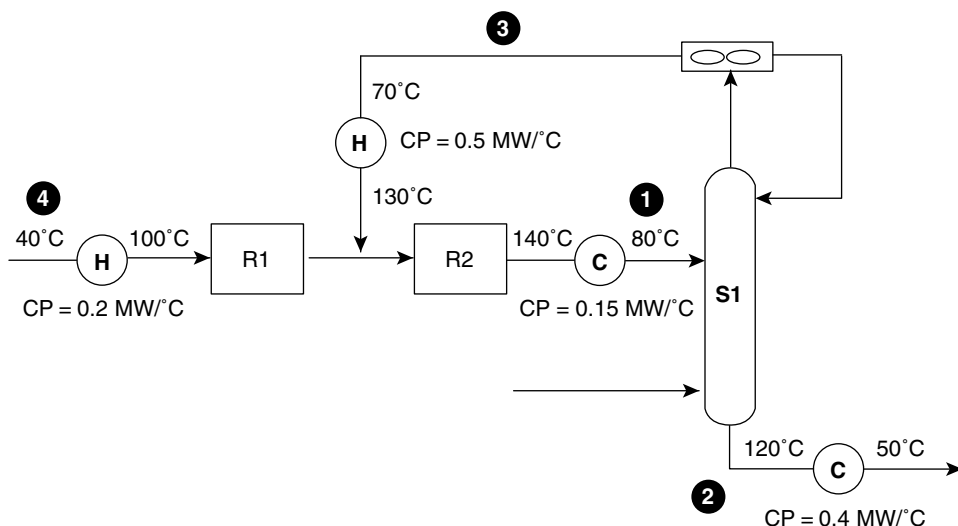 3
70˚C
H CP = 0.5 MW/˚C
130˚C
4 1
40˚C 100˚C 140˚C 80˚C
H R1 R2 C
CP = 0.2 MW/˚C CP = 0.15 MW/˚C S1
120˚C 50˚C
C
2
CP = 0.4 MW/˚C